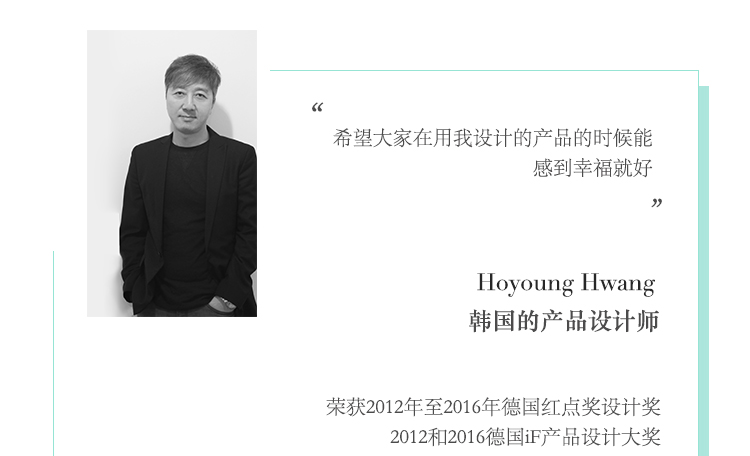 “
希望大家在用我设计的产品的时候能
感到幸福就好
”
Hoyoung Hwang
韩国的产品设计师
荣获2012年至2016年德国红点奖设计奖
2012和2016德国iF产品设计大奖